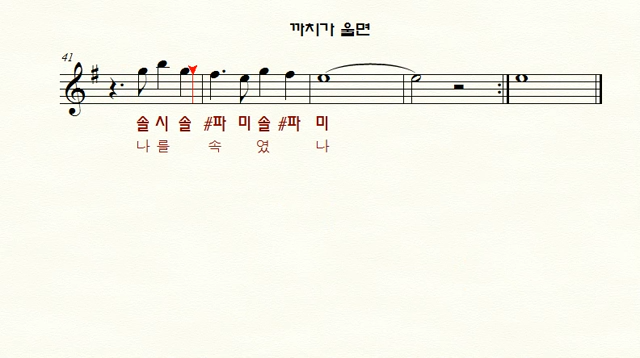 까치가 울면
41
솔 시 솔 #파 미 솔 #파 미
나 를 속 였 나